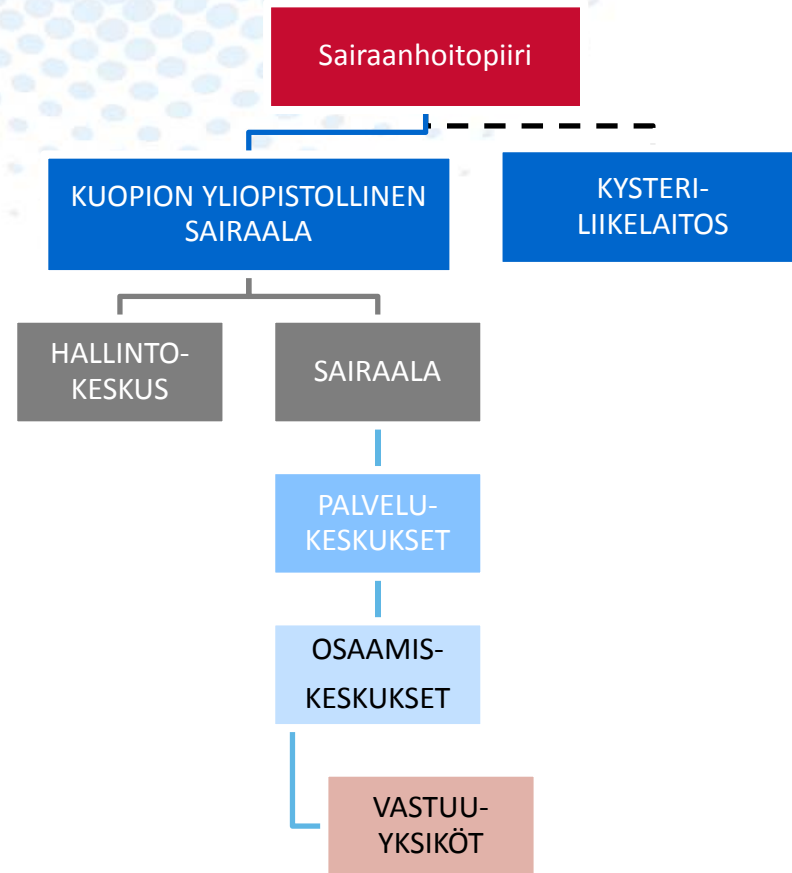 Sairaanhoitopiiri
KUOPION YLIOPISTOLLINEN
SAIRAALA
KYSTERI-
LIIKELAITOS
HALLINTO-
KESKUS
SAIRAALA
PALVELU-
KESKUKSET
OSAAMIS-
KESKUKSET
VASTUU-
YKSIKÖT